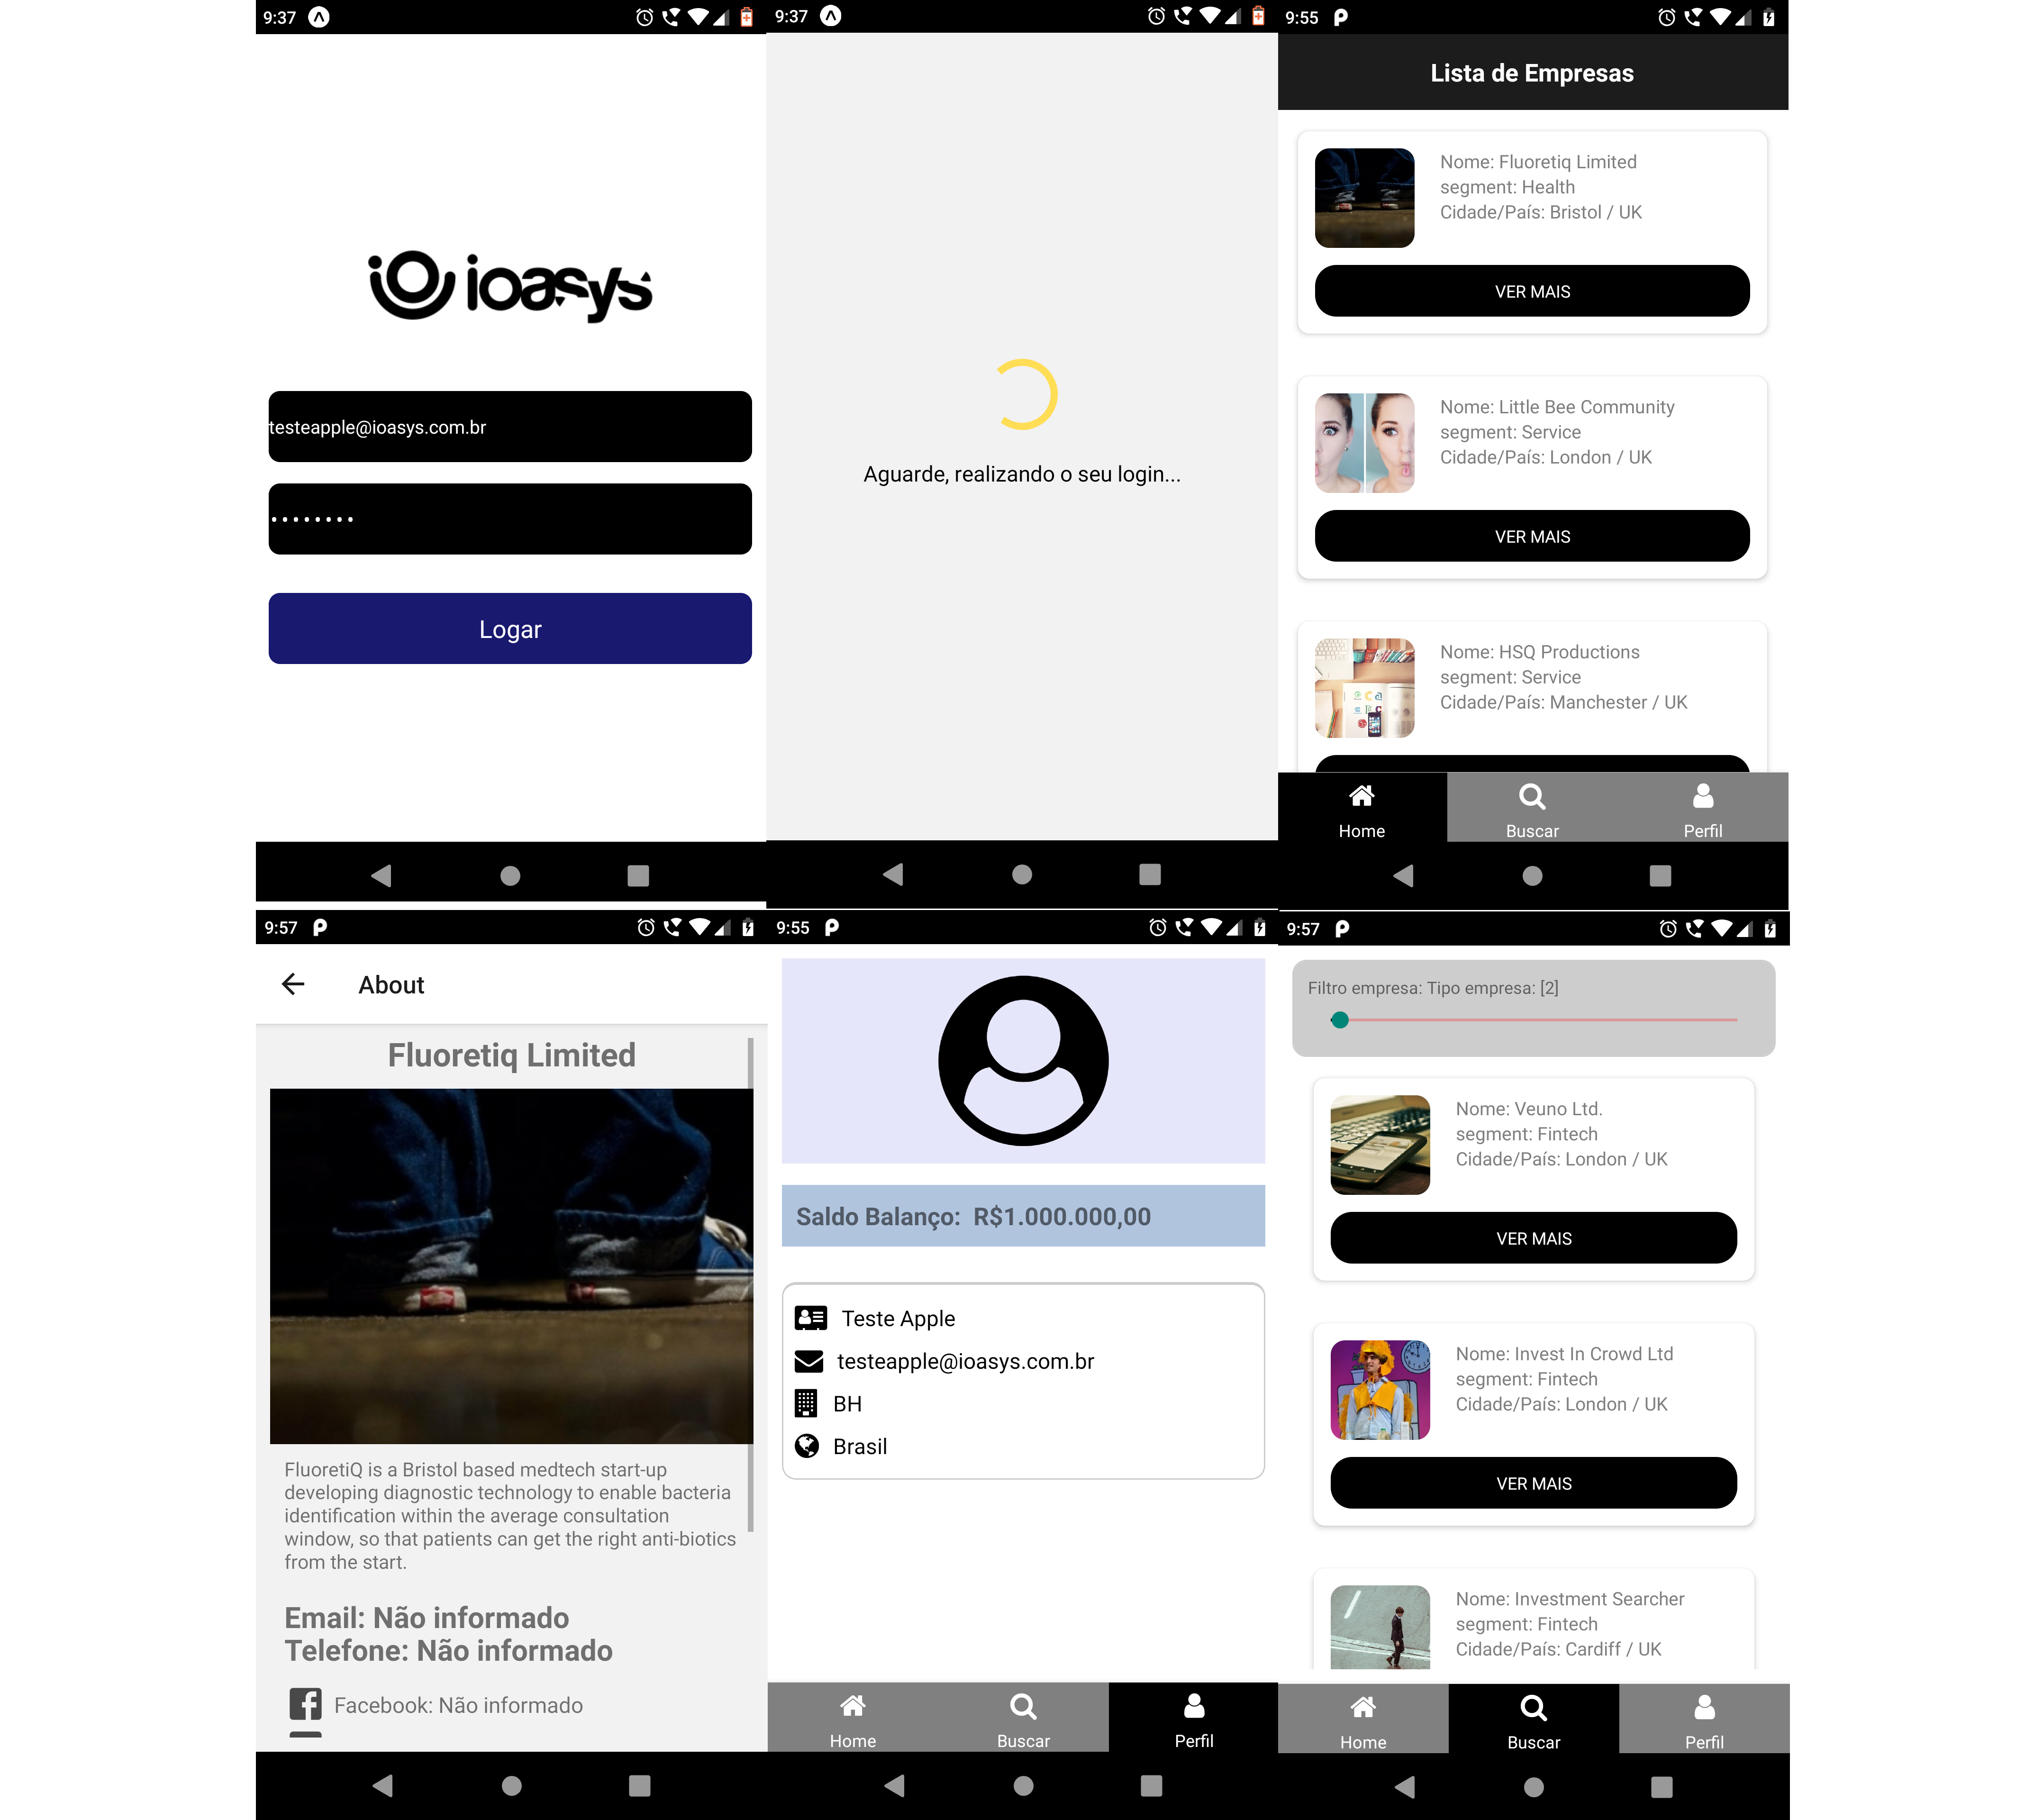 9:37
ioasys
testeapple@ioasys.com.br
••••••••
Logar
9:37
Aguarde, realizando o seu login...
9:55
Lista de Empresas
Nome: Fluoretiq Limited
segment: Health
Cidade/País: Bristol / UK
VER MAIS
Nome: Little Bee Community
segment: Service
Cidade/País: London / UK
VER MAIS
Nome: HSQ Productions
segment: Service
Cidade/País: Manchester / UK
Home
Buscar
Perfil
9:57
About
Fluoretiq Limited
FluoretiQ is a Bristol based medtech start-up
developing diagnostic technology to enable bacteria
identification within the average consultation
window, so that patients can get the right anti-biotics
from the start.
Email: Não informado
Telefone: Não informado
Facebook: Não informado
9:55
Saldo Balanço: R$1.000.000,00
Teste Apple
testeapple@ioasys.com.br
BH
Brasil
Home
Buscar
Perfil
9:57
Filtro empresa: Tipo empresa: [2]
Nome: Veuno Ltd.
segment: Fintech
Cidade/País: London / UK
VER MAIS
Nome: Invest In Crowd Ltd
segment: Fintech
Cidade/País: London / UK
VER MAIS
Nome: Investment Searcher
segment: Fintech
Cidade/País: Cardiff / UK
Home
Buscar
Perfil